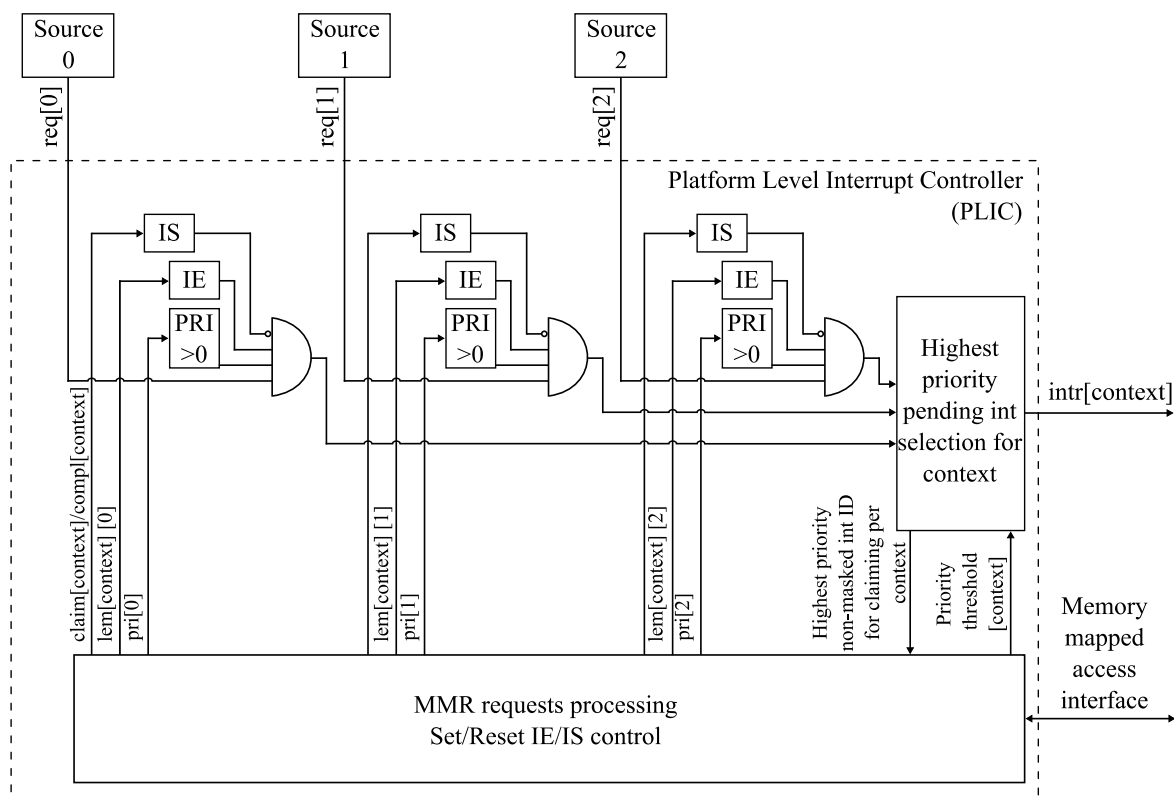 Source
0
Source
1
Source
2
req[0]
req[1]
req[2]
Platform Level Interrupt Controller
(PLIC)
IS
IE
PRI
>0
IS
IE
PRI
>0
IS
IE
PRI
>0
Highest
priority
pending int
selection for
context
intr[context]
claim[context]/compl[context]
lem[context] [0]
pri[0]
lem[context] [1]
pri[1]
lem[context] [2]
pri[2]
Highest priority
non-masked int ID
for claiming per
context
Priority
threshold
[context]
Memory
mapped
access
interface
MMR requests processing
Set/Reset IE/IS control